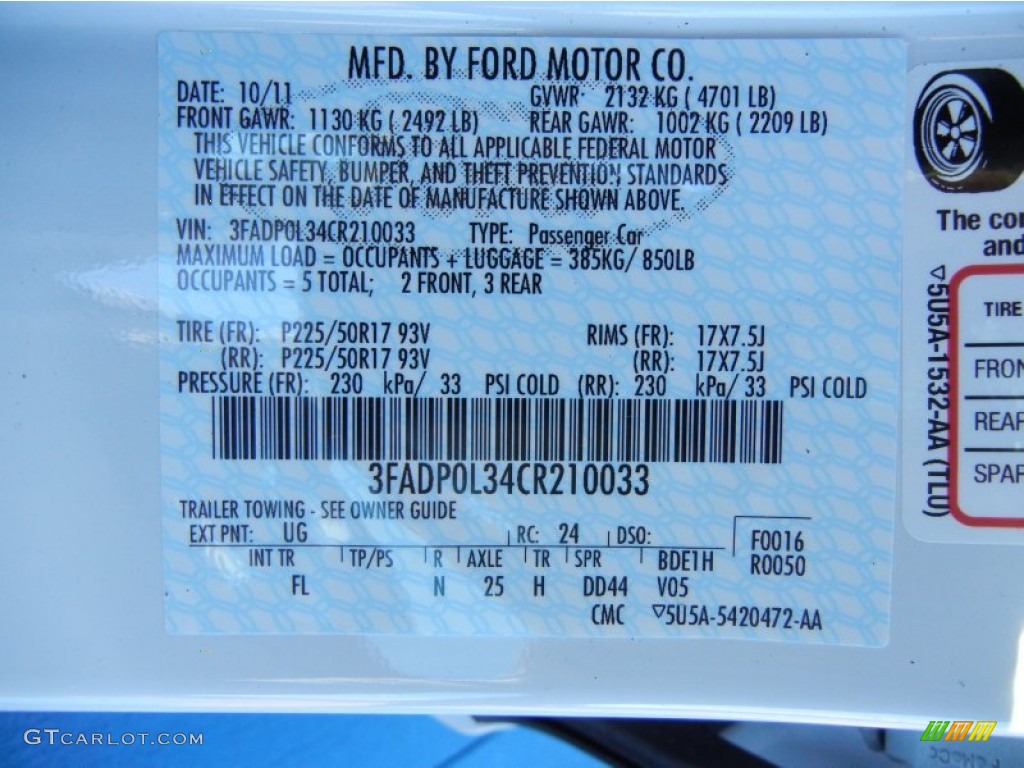 MFD. BY FORD MOTOR CO.
DATE: 10/11 GVWR: 2132 KG ( 4701 LB)
FRONT GAWR: 1130 KG ( 2492 LB) REAR GAWR: 1002 KG ( 2209 LB)
THIS VEHICLE CONFORMS TO ALL APPLICABLE FEDERAL MOTOR
VEHICLE SAFETY, BUMPER, AND THEFT PREVENTION STANDARDS
IN EFFECT ON THE DATE OF MANUFACTURE SHOWN ABOVE.
VIN: 3FADP0L34CR210033 TYPE: Passenger Car
MAXIMUM LOAD = OCCUPANTS + LUGGAGE = 385KG/ 850LB
OCCUPANTS = 5 TOTAL; 2 FRONT, 3 REAR
TIRE (FR): P225/50R17 93V RIMS (FR): 17X7.5J
(RR): P225/50R17 93V (RR): 17X7.5J
PRESSURE (FR): 230 kPa/ 33 PSI COLD (RR): 230 kPa/ 33 PSI COLD
3FADP0L34CR210033
TRAILER TOWING - SEE OWNER GUIDE
EXT PNT: UG RC: 24 DSO: F0016
INT TR TP/PS R AXLE TR SPR BDE1H R0050
FL N 25 H DD44 V05
CMC ▽5U5A-5420472-AA
The con
and
▽5U5A-1532-AA (TLU)
TIRE
FRON
REAR
SPAR
GTCARLOT.COM